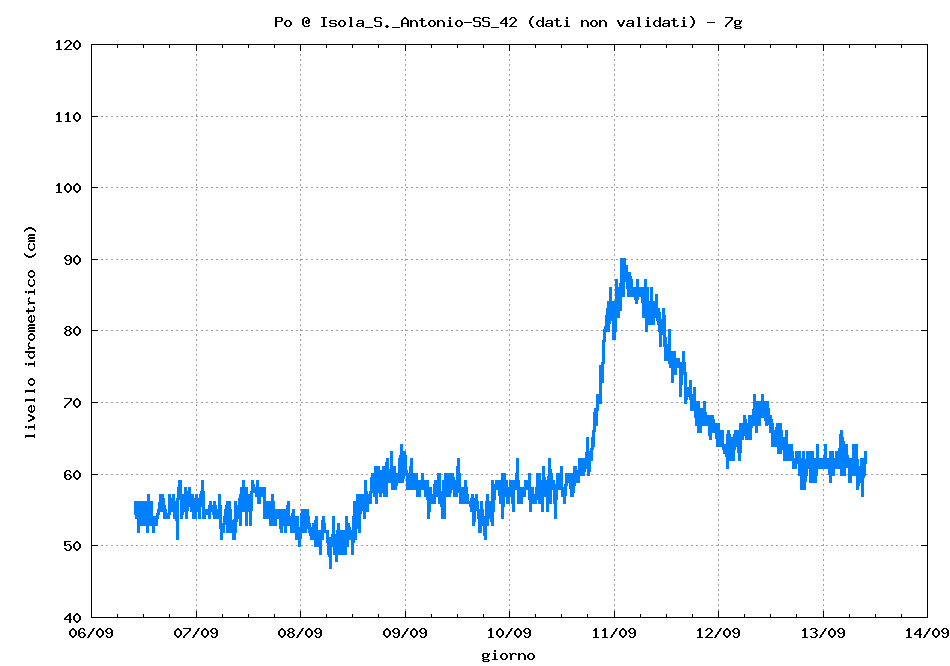 Po @ Isola_S._Antonio-SS_42 (dati non validati) - 7g
120
110
100
90
80
70
60
50
40
livello idrometrico (cm)
06/09 07/09 08/09 09/09 10/09 11/09 12/09 13/09 14/09
giorno